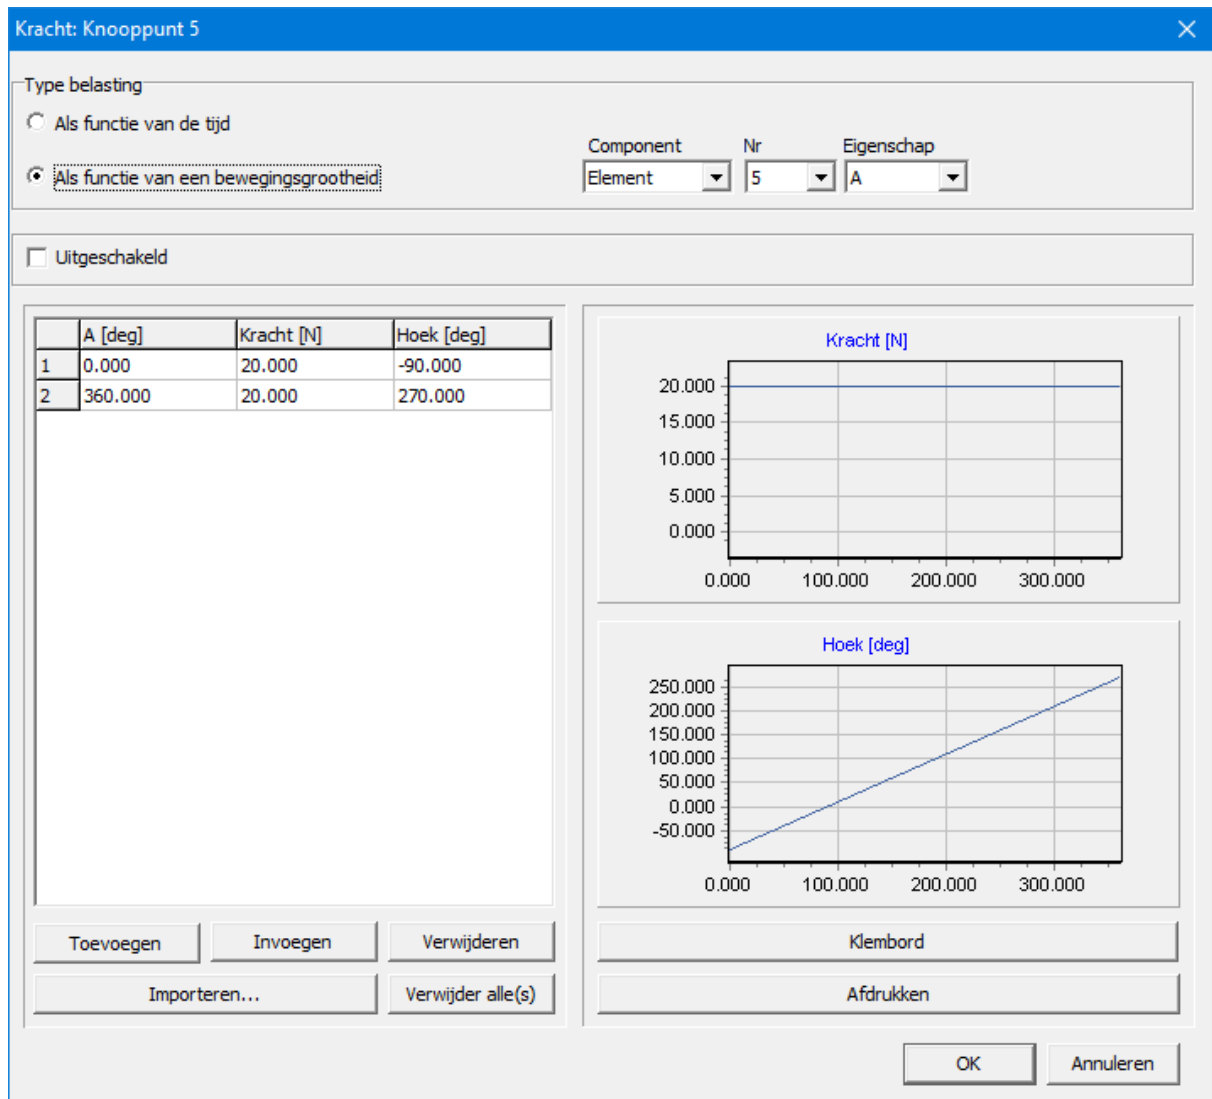 Kracht: Knooppunt 5
Type belasting
Als functie van de tijd
Component Nr Eigenschap
Als functie van een bewegingsgrootheid Element 5 A
Uitgeschakeld
A [deg] Kracht [N] Hoek [deg]
1 0.000 20.000 -90.000
2 360.000 20.000 270.000
Kracht [N]
20.000
15.000
10.000
5.000
0.000
0.000 100.000 200.000 300.000
Hoek [deg]
250.000
200.000
150.000
100.000
50.000
0.000
-50.000
0.000 100.000 200.000 300.000
Toevoegen Invoegen Verwijderen
Importeren... Verwijder alle(s)
Klembord
Afdrukken
OK Annuleren